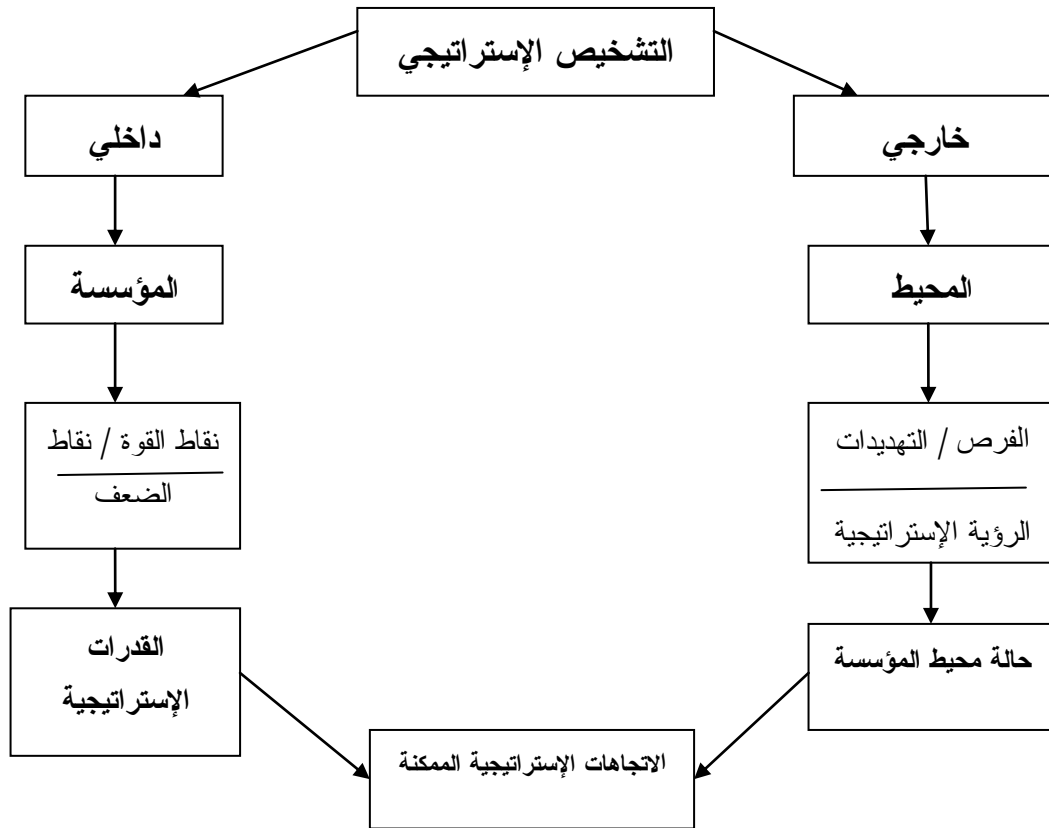 التشخيص الإستراتيجي
خارجي
داخلي
المحيط
المؤسسة
الفرص / التهديدات
الرؤية الإستراتيجية
نقاط القوة / نقاط
الضعف
حالة محيط المؤسسة
القدرات
الإستراتيجية
الاتجاهات الإستراتيجية الممكنة